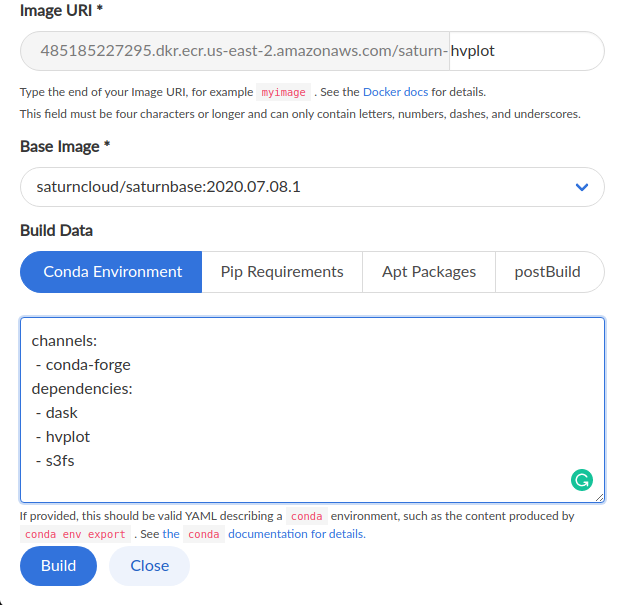 Image URI *
485185227295.dkr.ecr.us-east-2.amazonaws.com/saturn-hvplot
Type the end of your Image URI, for example myimage . See the Docker docs for details.
This field must be four characters or longer and can only contain letters, numbers, dashes, and underscores.
Base Image *
saturncloud/saturnbase:2020.07.08.1
Build Data
Conda Environment Pip Requirements Apt Packages postBuild
channels:
- conda-forge
dependencies:
- dask
- hvplot
- s3fs
If provided, this should be valid YAML describing a conda environment, such as the content produced by
conda env export . See the conda documentation for details.
Build Close